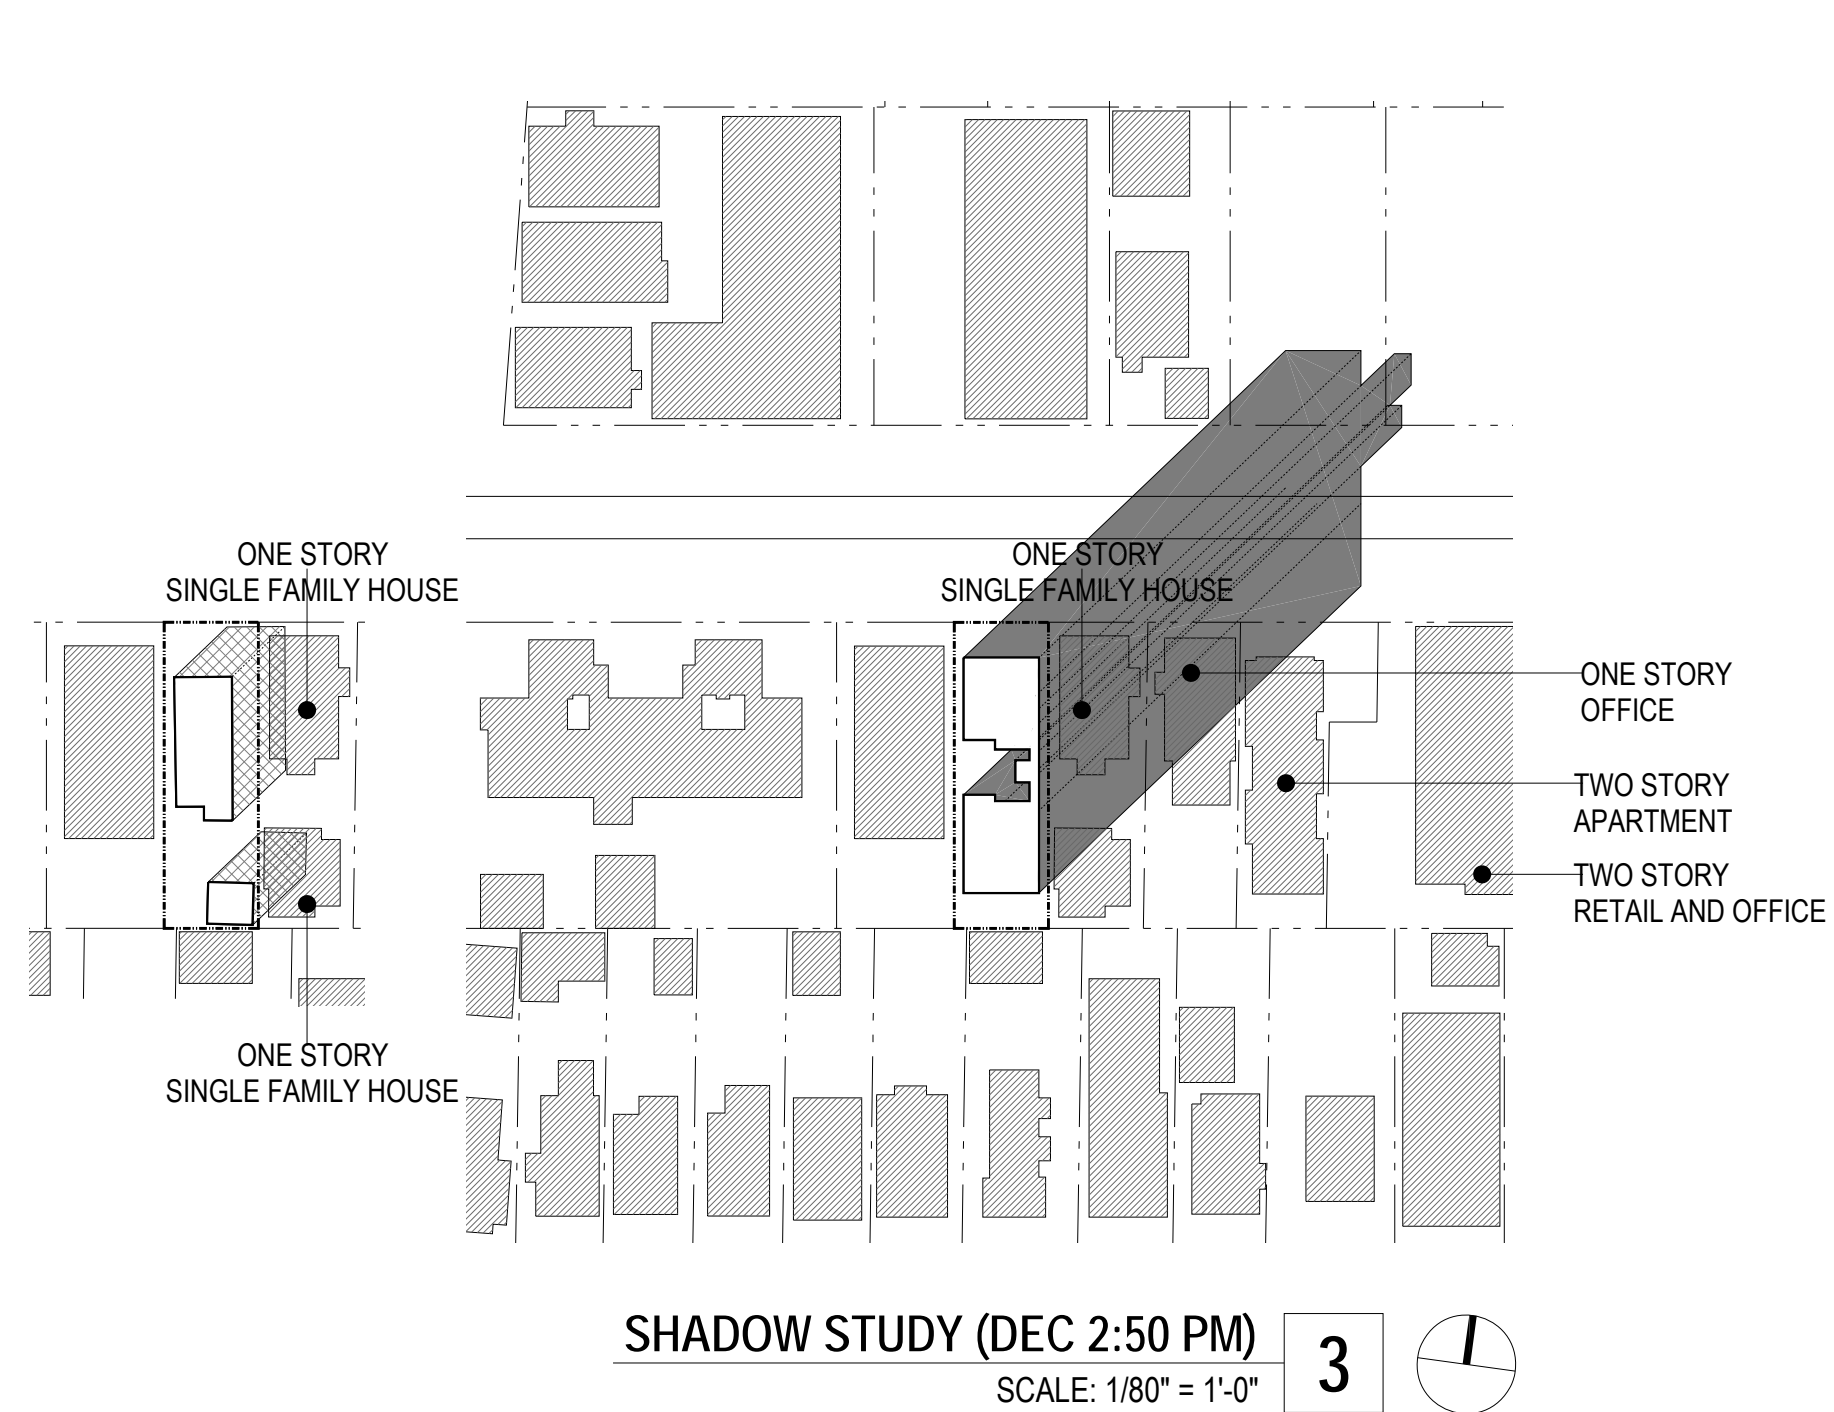 ONE STORY
SINGLE FAMILY HOUSE
ONE STORY
SINGLE FAMILY HOUSE
ONE STORY
OFFICE
TWO STORY
APARTMENT
TWO STORY
RETAIL AND OFFICE
ONE STORY
SINGLE FAMILY HOUSE
SHADOW STUDY (DEC 2:50 PM)
3
SCALE: 1/80" = 1'-0"